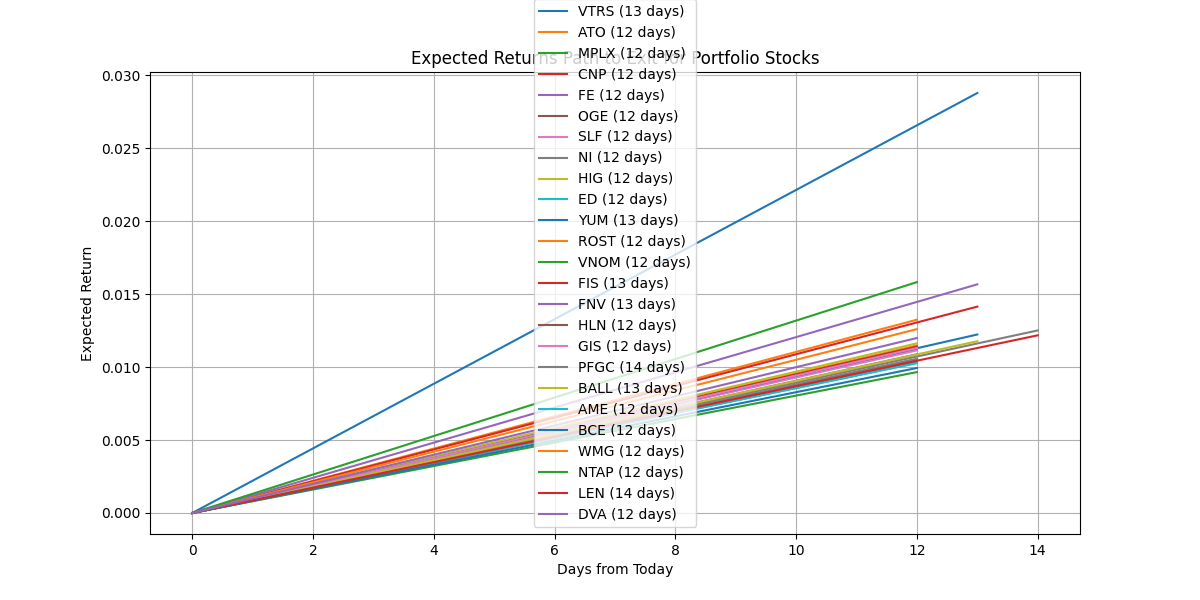 VTRS (13 days)
ATO (12 days)
MPLX (12 days)
Expected Returns Path to Exit for Portfolio Stocks
CNP (12 days)
FE (12 days)
OGE (12 days)
SLF (12 days)
NI (12 days)
HIG (12 days)
ED (12 days)
YUM (13 days)
ROST (12 days)
VNOM (12 days)
FIS (13 days)
FNV (13 days)
HLN (12 days)
GIS (12 days)
PFGC (14 days)
BALL (13 days)
AME (12 days)
BCE (12 days)
WMG (12 days)
NTAP (12 days)
LEN (14 days)
DVA (12 days)
0.030
0.025
0.020
0.015
0.010
0.005
0.000
Expected Return
0 2 4 6 8 10 12 14
Days from Today